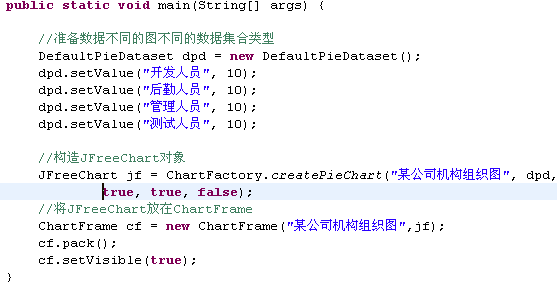 public static void main(String[] args) {
//准备数据不同的图不同的数据集合类型
DefaultPieDataset dpd = new DefaultPieDataset();
dpd.setValue("开发人员", 10);
dpd.setValue("后勤人员", 10);
dpd.setValue("管理人员", 10);
dpd.setValue("测试人员", 10);
//构造JFreeChart对象
JFreeChart jf = ChartFactory.createPieChart("某公司机构组织图", dpd,
true, true, false);
//将JFreeChart放在ChartFrame
ChartFrame cf = new ChartFrame("某公司机构组织图",jf);
cf.pack();
cf.setVisible(true);
}